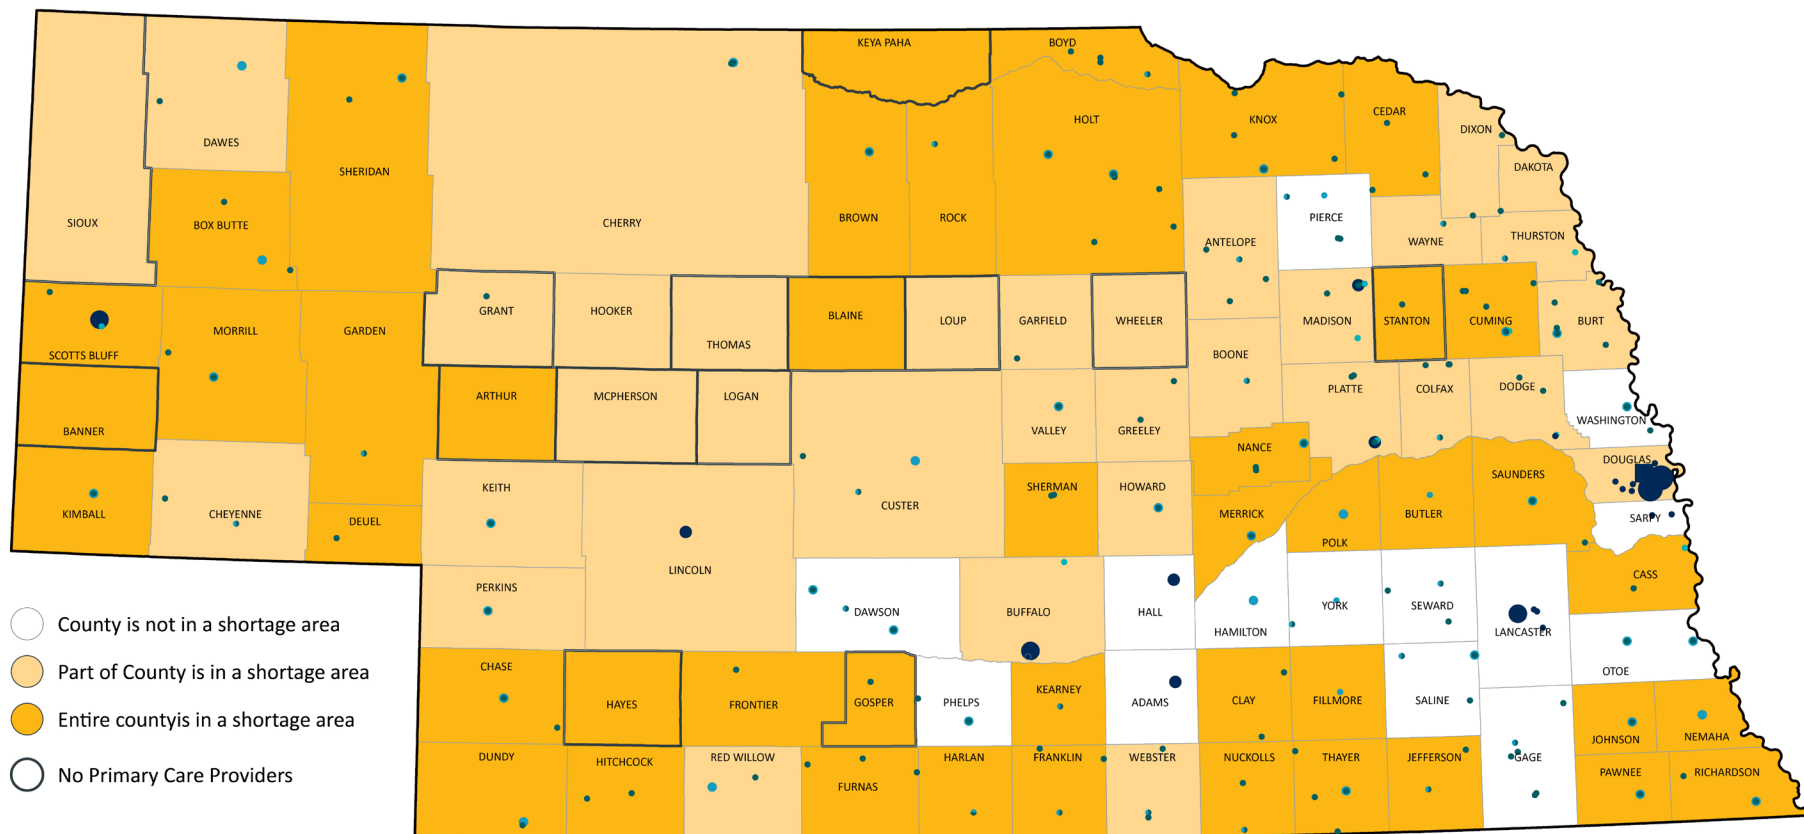 KEYA PAHA
BOYD
CEDAR
KNOX
HOLT
DIXON
DAWES
DAKOTA
SHERIDAN
SIOUX
CHERRY
BROWN
ROCK
PIERCE
BOX BUTTE
THURSTON
WAYNE
ANTELOPE
GRANT
HOOKER
BLAINE
LOUP
GARFIELD
WHEELER
MADISON
STANTON
CUMING
BURT
MORRILL
GARDEN
THOMAS
SCOTTS BLUFF
BOONE
PLATTE
COLFAX
DODGE
ARTHUR
MCPHERSON
LOGAN
WASHINGTON
BANNER
VALLEY
GREELEY
NANCE
DOUGLAS
SAUNDERS
KEITH
SHERMAN
HOWARD
CUSTER
KIMBALL
CHEYENNE
DEUEL
MERRICK
BUTLER
SARPY
POLK
LINCOLN
CASS
PERKINS
DAWSON
BUFFALO
HALL
YORK
SEWARD
HAMILTON
LANCASTER
County is not in a shortage area
Part of County is in a shortage area
Entire countyis in a shortage area
No Primary Care Providers
CHASE
OTOE
HAYES
FRONTIER
GOSPER
PHELPS
KEARNEY
ADAMS
CLAY
FILLMORE
SALINE
JOHNSON
NEMAHA
DUNDY
HITCHCOCK
RED WILLOW
FURNAS
HARLAN
FRANKLIN
WEBSTER
NUCKOLLS
THAYER
JEFFERSON
GAGE
PAWNEE
RICHARDSON